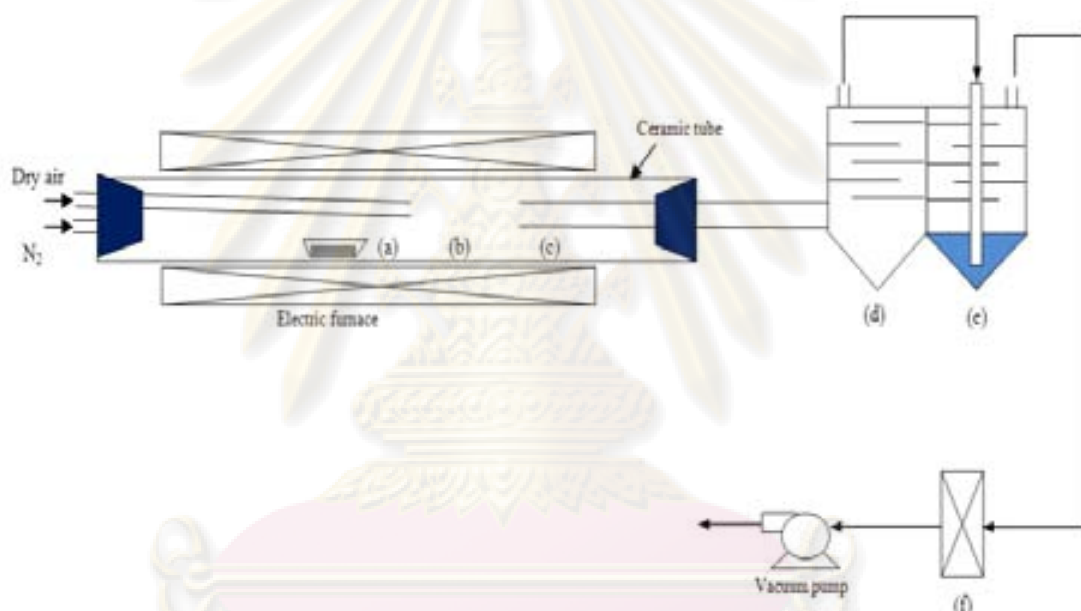 Ceramic tube
Dry air
N2
(a)
(b)
(c)
Electric furnace
(d)
(e)
Vacuum pump
(f)